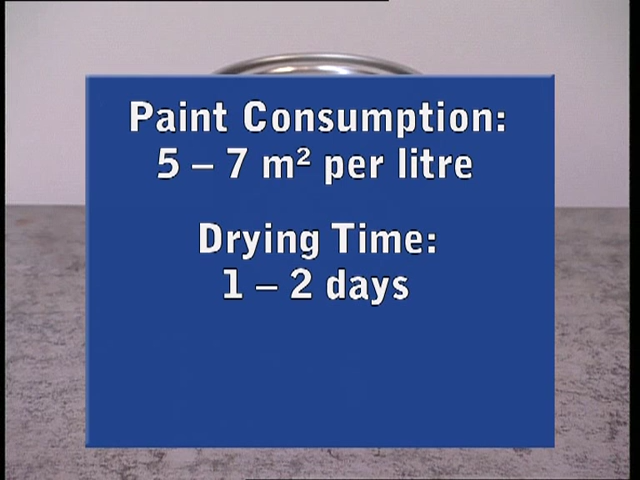 Paint Consumption:
5 – 7 m² per litre
Drying Time:
1 – 2 days